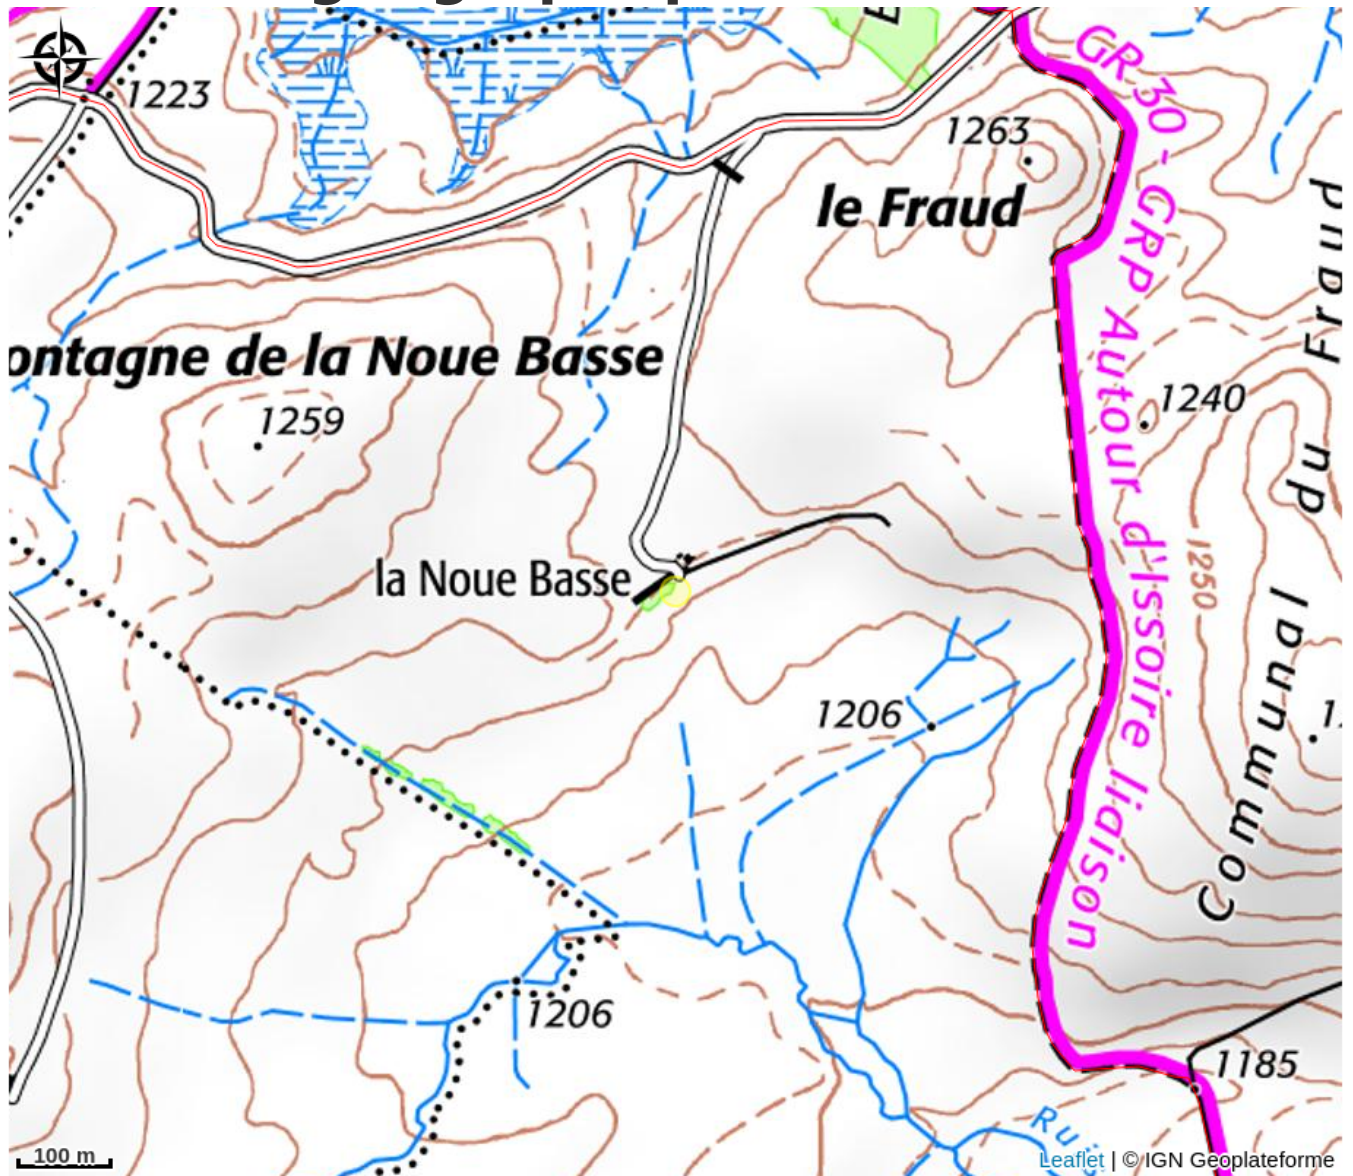 1223
GR 30 - GRP Autour d'Issoire liaison
1263
le Fraud
ontagne de la Noue Basse
1259
1240
Communal du Fraud
1250
la Noue Basse
1206
1206
1185
100 m
Leaflet | © IGN Geoplateforme